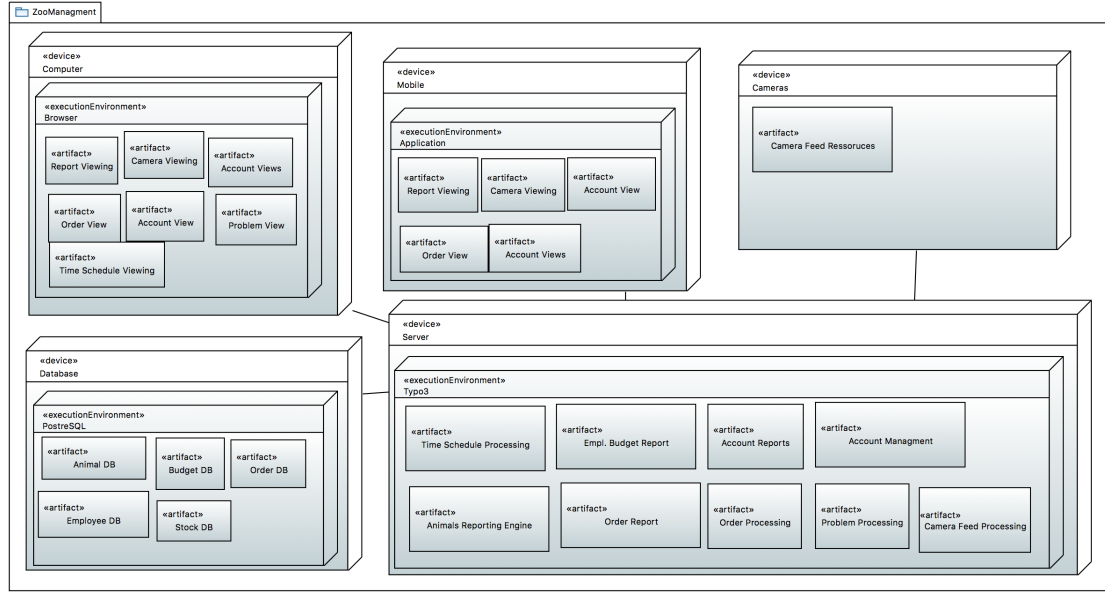 ZooManagment
«device»
Computer
«executionEnvironment»
Browser
«artifact»
Report Viewing
«artifact»
Camera Viewing
«artifact»
Account Views
«artifact»
Order View
«artifact»
Account View
«artifact»
Problem View
«artifact»
Time Schedule Viewing
«device»
Mobile
«executionEnvironment»
Application
«artifact»
Report Viewing
«artifact»
Camera Viewing
«artifact»
Account View
«artifact»
Order View
«artifact»
Account Views
«device»
Cameras
«artifact»
Camera Feed Ressoruces
«device»
Database
«executionEnvironment»
PostreSQL
«artifact»
Animal DB
«artifact»
Budget DB
«artifact»
Order DB
«artifact»
Employee DB
«artifact»
Stock DB
«device»
Server
«executionEnvironment»
Typo3
«artifact»
Time Schedule Processing
«artifact»
Empl. Budget Report
«artifact»
Account Reports
«artifact»
Account Managment
«artifact»
Animals Reporting Engine
«artifact»
Order Report
«artifact»
Order Processing
«artifact»
Problem Processing
«artifact»
Camera Feed Processing